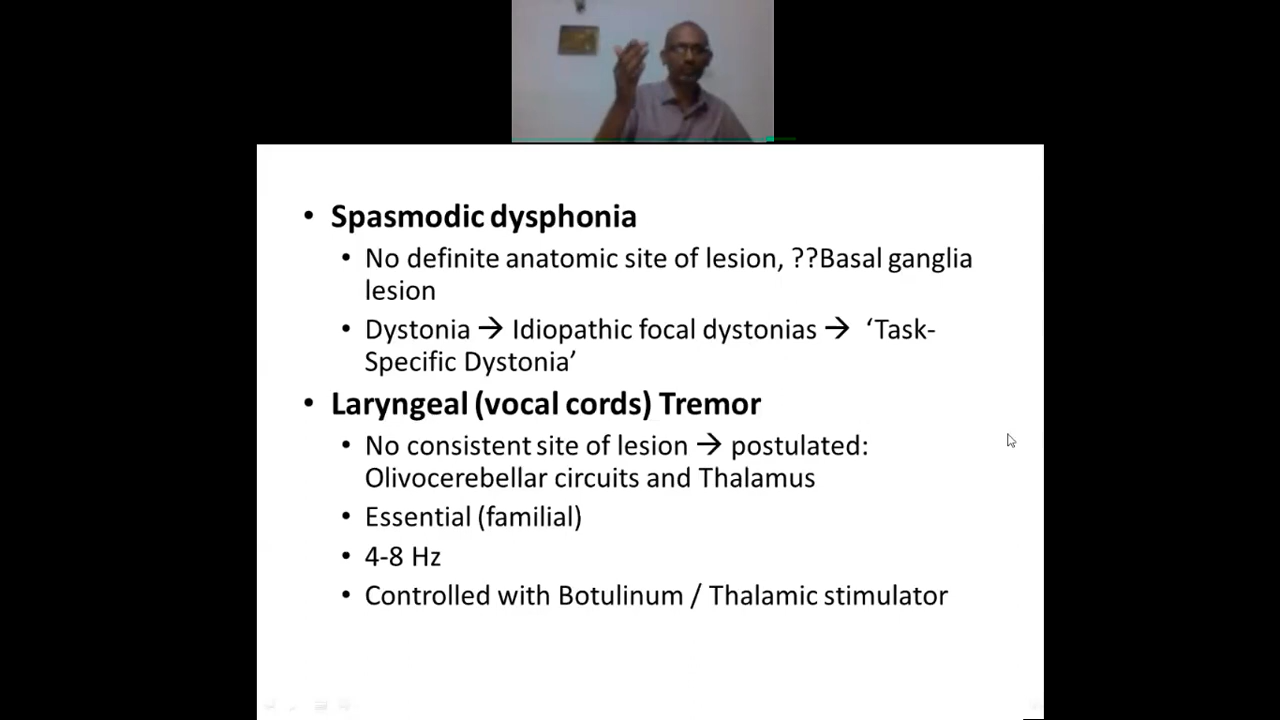 • Spasmodic dysphonia
• No definite anatomic site of lesion, ??Basal ganglia
lesion
• Dystonia → Idiopathic focal dystonias → ‘Task-
Specific Dystonia’
• Laryngeal (vocal cords) Tremor
• No consistent site of lesion → postulated:
Olivocerebellar circuits and Thalamus
• Essential (familial)
• 4-8 Hz
• Controlled with Botulinum / Thalamic stimulator